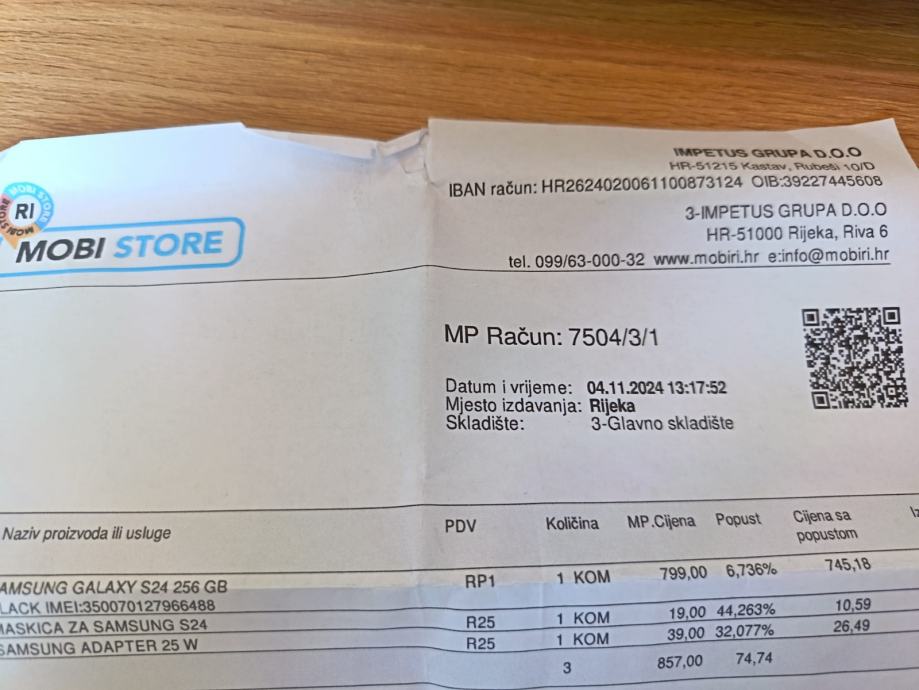 IMPETUS GRUPA D.O.O
HR-51215 Kastav, Rubeši 10/D
IBAN račun: HR2624020061100873124 OIB:39227445608
3-IMPETUS GRUPA D.O.O
HR-51000 Rijeka, Riva 6
tel. 099/63-000-32 www.mobiri.hr e:info@mobiri.hr
MOBI STORE
RI
MOBI STORE
MP Račun: 7504/3/1
Datum i vrijeme: 04.11.2024 13:17:52
Mjesto izdavanja: Rijeka
Skladište: 3-Glavno skladište
Naziv proizvoda ili usluge PDV Količina MP.Cijena Popust Cijena sa popustom Iz
AMSUNG GALAXY S24 256 GB RP1 1 KOM 799,00 6,736% 745,18
LACK IMEI:350070127966488
MASKICA ZA SAMSUNG S24 R25 1 KOM 19,00 44,263% 10,59
SAMSUNG ADAPTER 25 W R25 1 KOM 39,00 32,077% 26,49
3 857,00 74,74